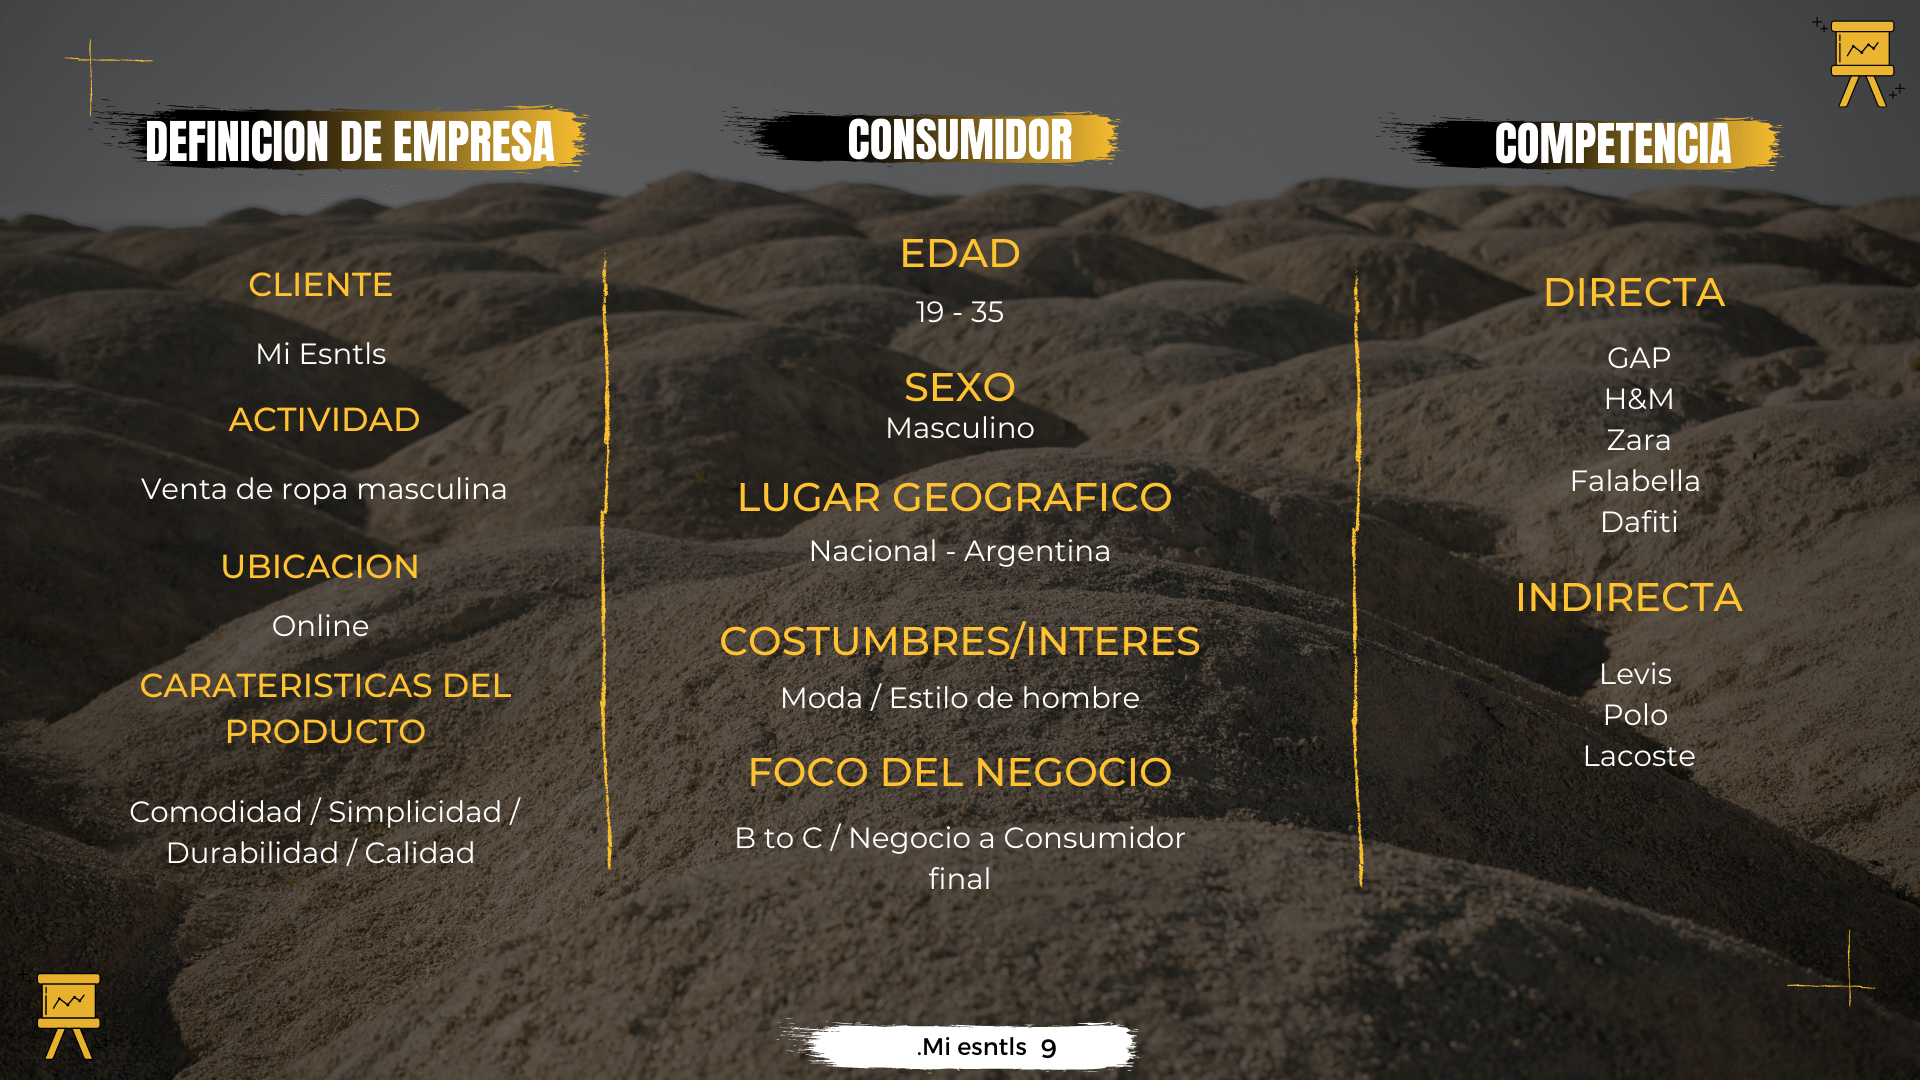 DEFINICION DE EMPRESA
CLIENTE
Mi Esntls
ACTIVIDAD
Venta de ropa masculina
UBICACION
Online
CARATERISTICAS DEL
PRODUCTO
Comodidad / Simplicidad /
Durabilidad / Calidad
CONSUMIDOR
EDAD
19 - 35
SEXO
Masculino
LUGAR GEOGRAFICO
Nacional - Argentina
COSTUMBRES/INTERES
Moda / Estilo de hombre
FOCO DEL NEGOCIO
B to C / Negocio a Consumidor
final
COMPETENCIA
DIRECTA
GAP
H&M
Zara
Falabella
Dafiti
INDIRECTA
Levis
Polo
Lacoste
.Mi esntls 9